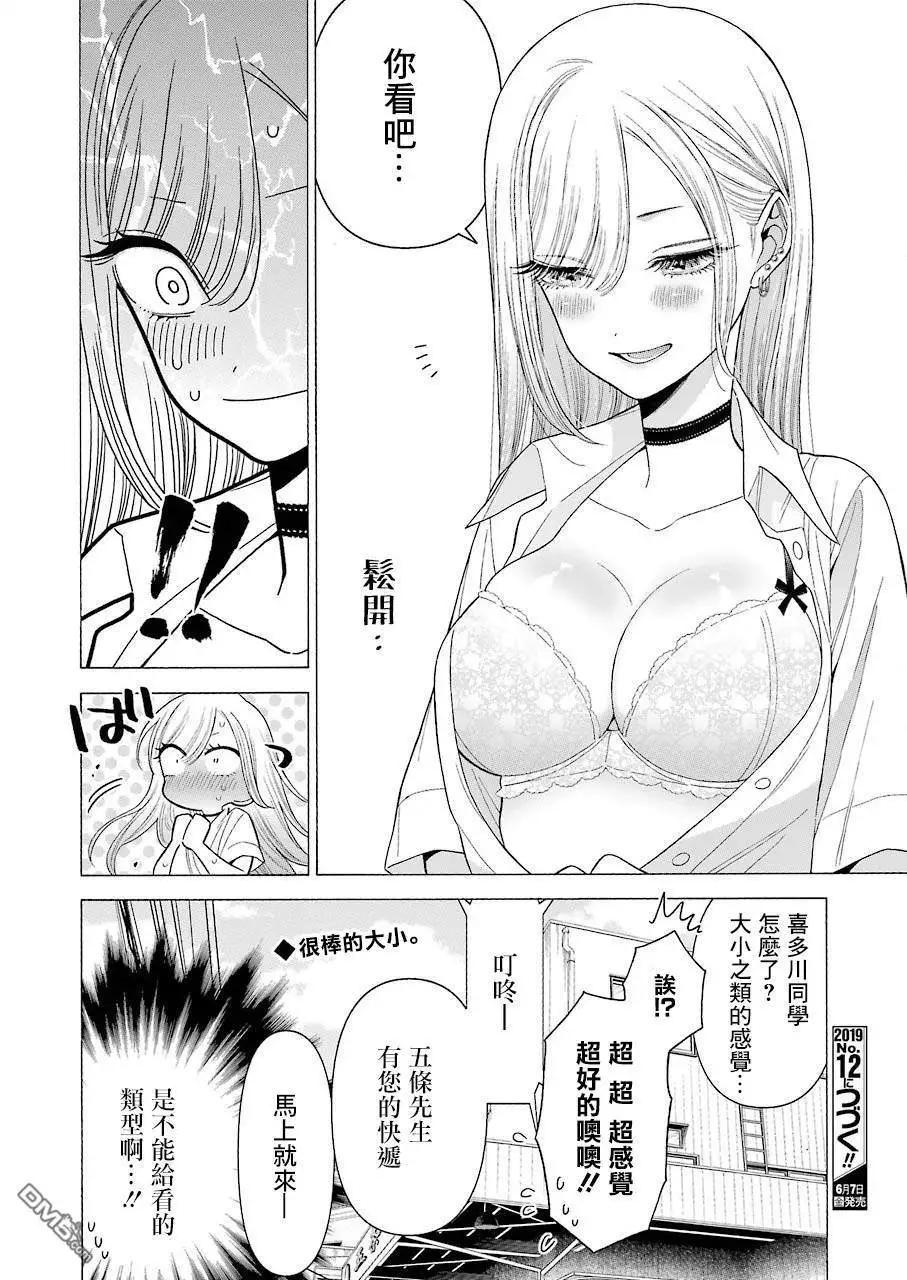 你看吧…
鬆開.
!!
ばっ
喜多川同學
怎麼了?
大小之類的感覺…
誒!?
超 超 超感覺
超好的噢噢!!
叮咚—
◆很棒的大小。
五條先生
有您的快遞
馬上就來—
是不能給看的
類型啊…!!
2019
No.
12につづく!!
6月7日
発売
DM5.com